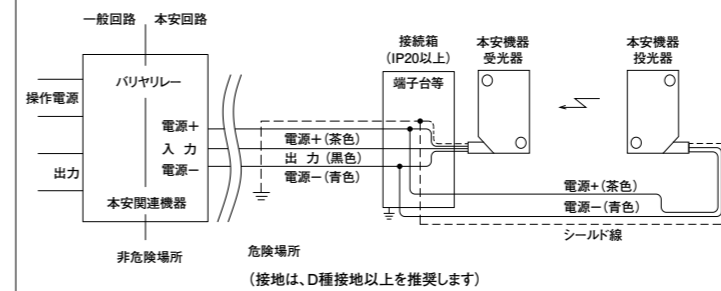 一般回路 本安回路
バリヤリレー
操作電源
出力
電源+
入 力
電源-
本安関連機器
非危険場所
危険場所
電源+(茶色)
出 力(黒色)
電源-(青色)
接続箱
(IP20以上)
端子台等
本安機器
受光器
本安機器
投光器
電源+(茶色)
電源-(青色)
シールド線
(接地は、D種接地以上を推奨します)